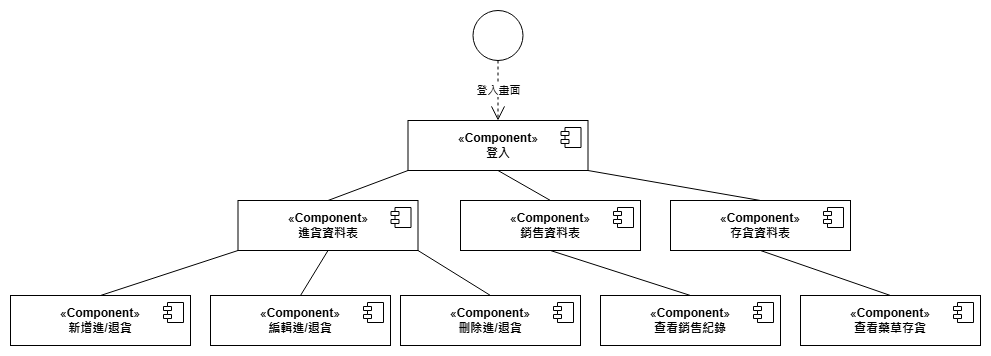 登入畫面
«Component»
登入
«Component»
進貨資料表
«Component»
銷售資料表
«Component»
存貨資料表
«Component»
新增進/退貨
«Component»
編輯進/退貨
«Component»
刪除進/退貨
«Component»
查看銷售紀錄
«Component»
查看藥草存貨